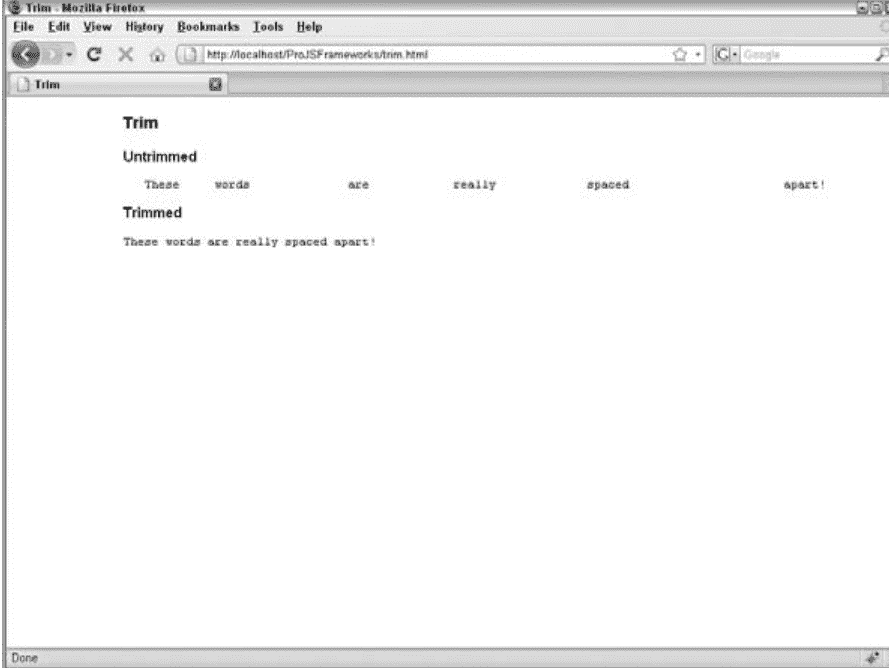 Trim - Mozilla Firefox
File Edit View History Bookmarks Tools Help
http://localhost/ProJSFrameworks/trim.html
G Google
Trim
Trim
Untrimmed
These words are really spaced apart!
Trimmed
These words are really spaced apart!
Done